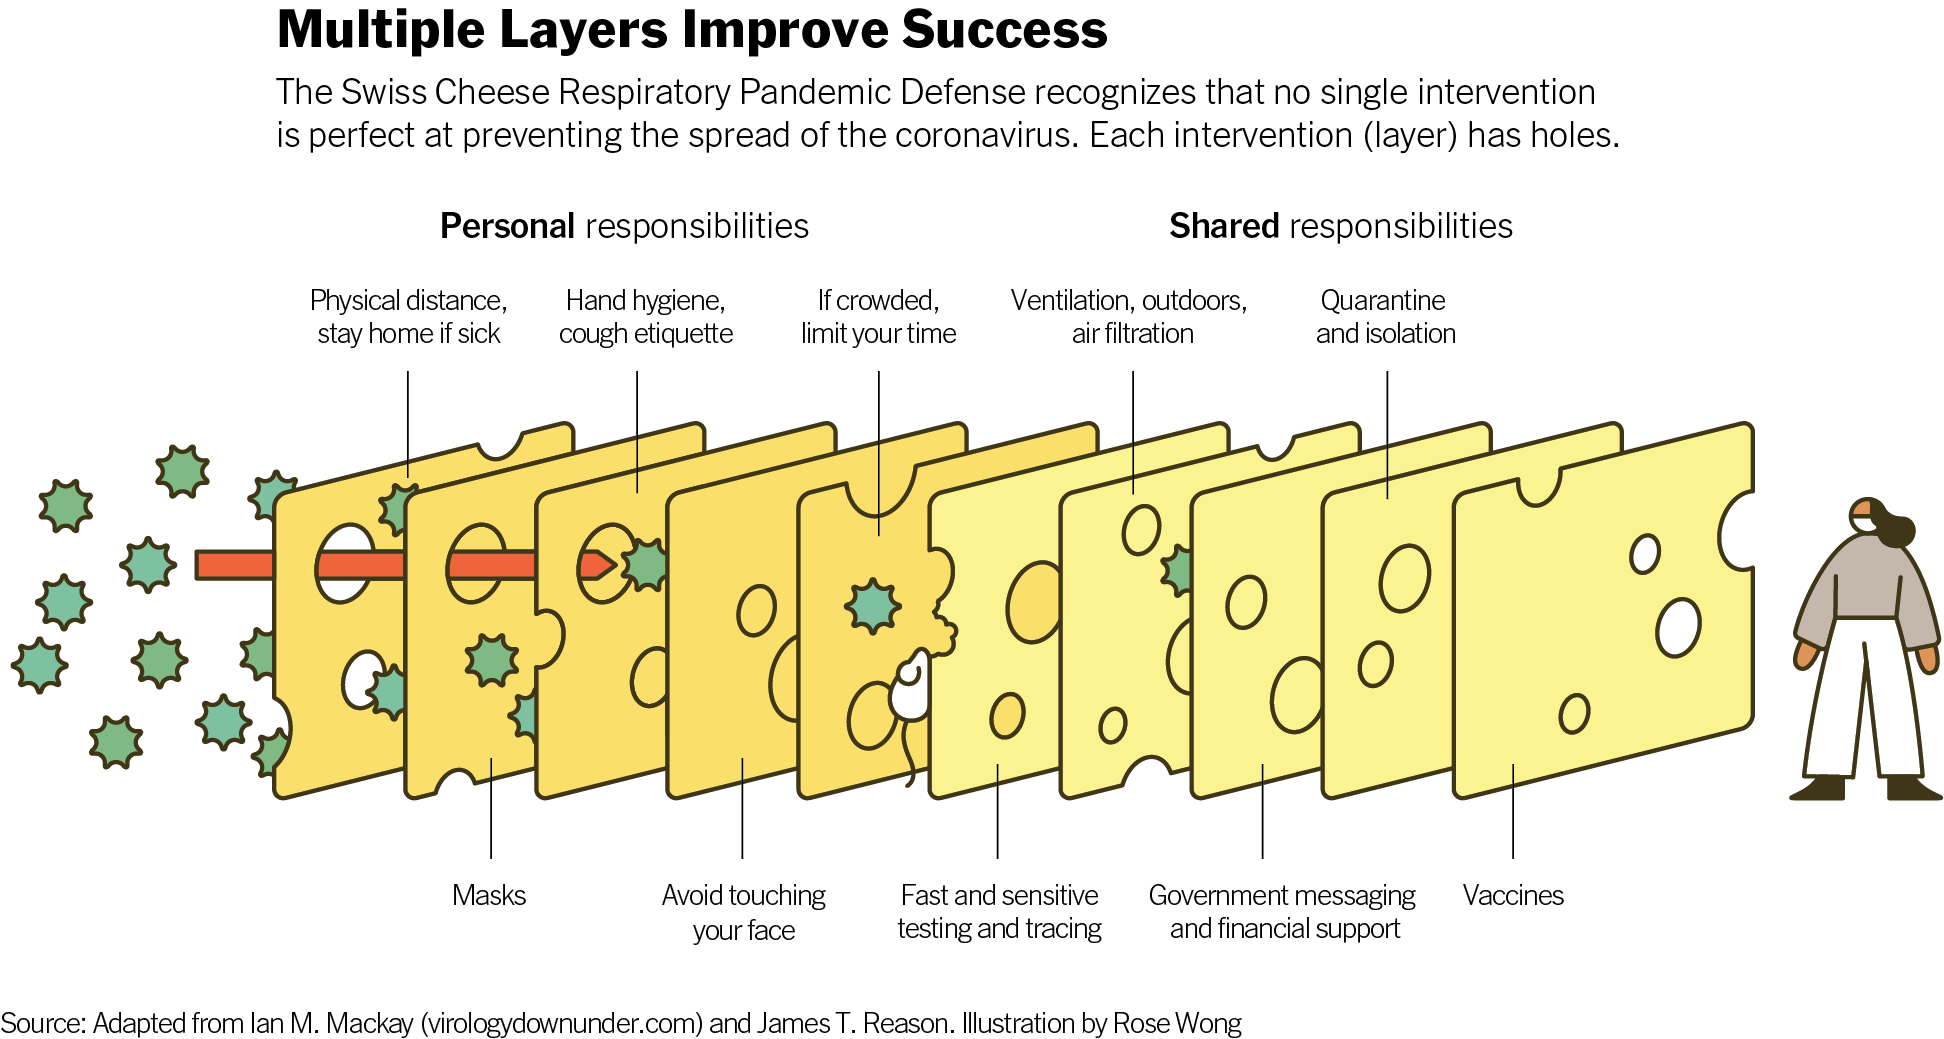 Multiple Layers Improve Success
The Swiss Cheese Respiratory Pandemic Defense recognizes that no single intervention
is perfect at preventing the spread of the coronavirus. Each intervention (layer) has holes.
Personal responsibilities
Shared responsibilities
Physical distance,
stay home if sick
Hand hygiene,
cough etiquette
If crowded,
limit your time
Ventilation, outdoors,
air filtration
Quarantine
and isolation
Masks
Avoid touching
your face
Fast and sensitive
testing and tracing
Government messaging
and financial support
Vaccines
Source: Adapted from Ian M. Mackay (virologydownunder.com) and James T. Reason. Illustration by Rose Wong